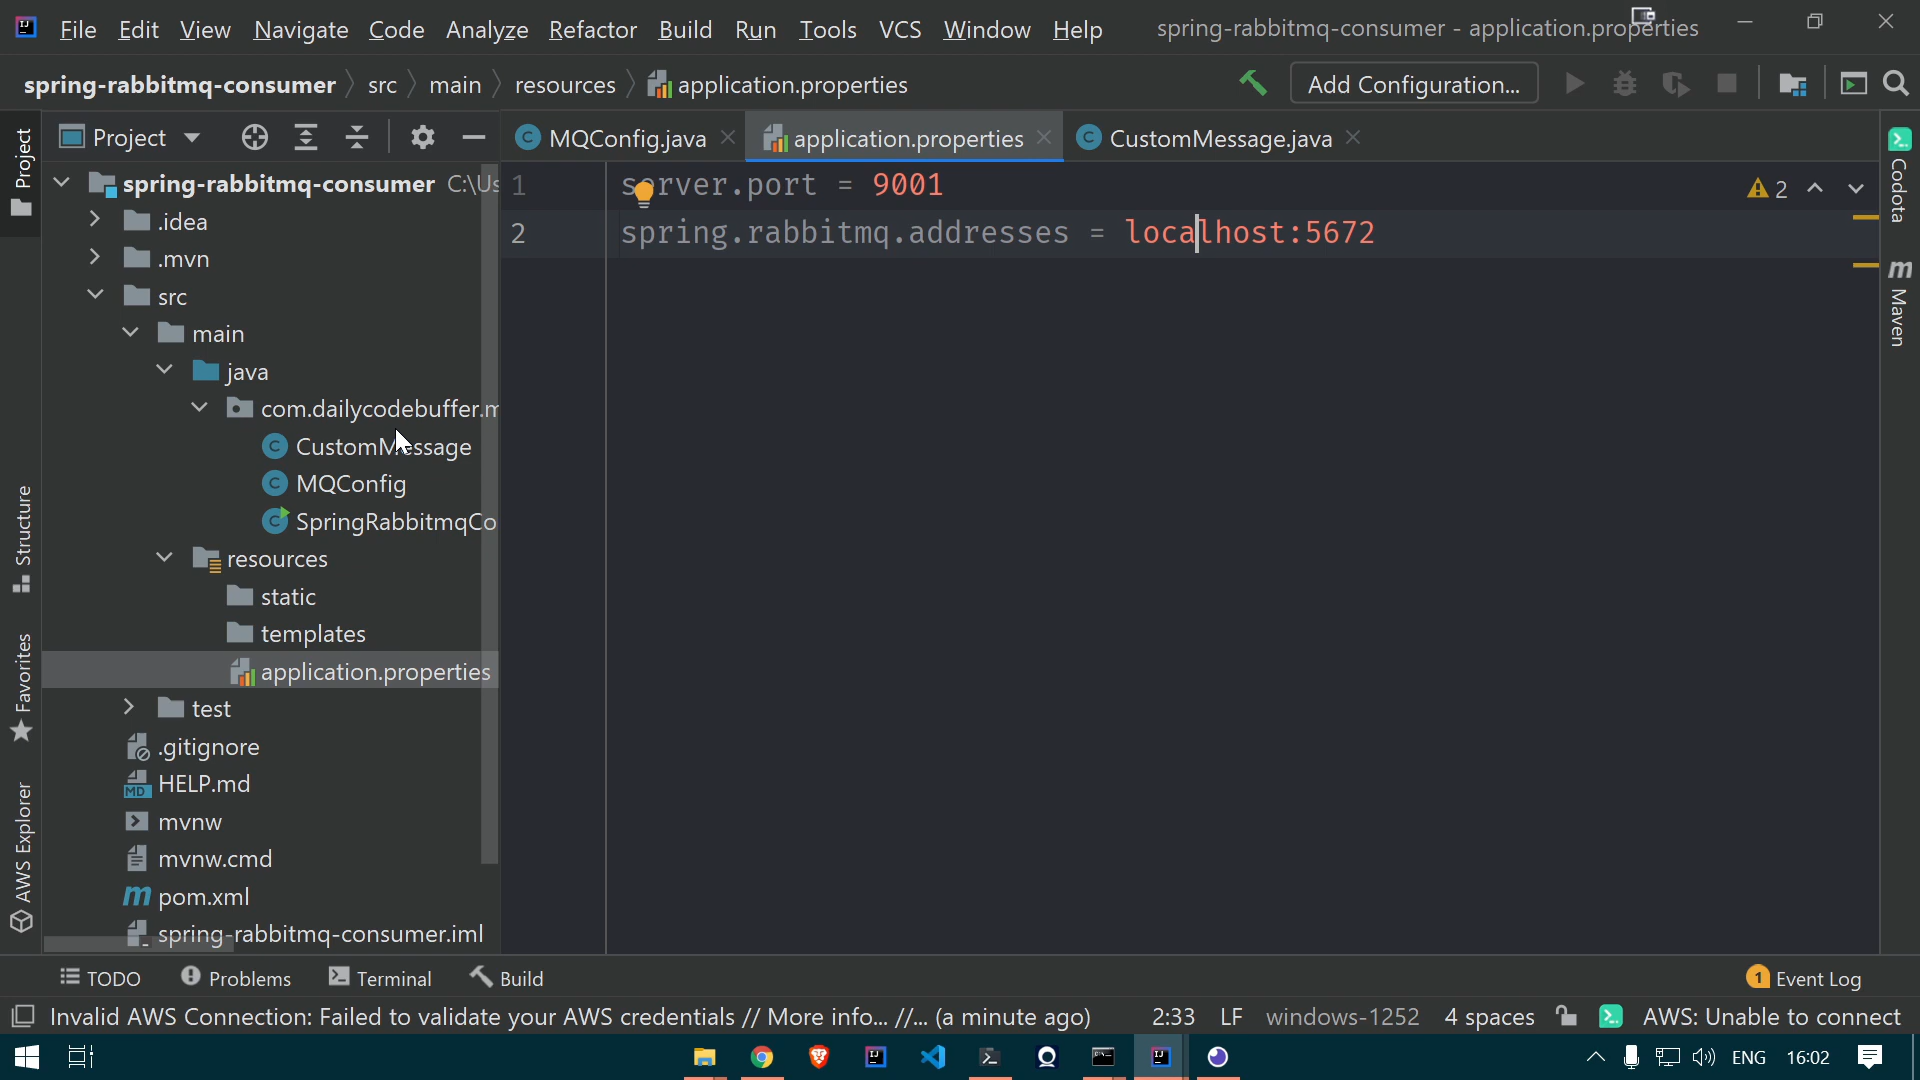 File Edit View Navigate Code Analyze Refactor Build Run Tools VCS Window Help spring-rabbitmq-consumer - application.properties
spring-rabbitmq-consumer src main resources application.properties Add Configuration...
Project
MQConfig.java application.properties CustomMessage.java
spring-rabbitmq-consumer C:\Us
.idea
.mvn
src
main
java
com.dailycodebuffer.m
CustomMessage
MQConfig
SpringRabbitmqCo
resources
static
templates
application.properties
test
.gitignore
HELP.md
mvnw
mvnw.cmd
pom.xml
spring-rabbitmq-consumer.iml
1 server.port = 9001
2 spring.rabbitmq.addresses = localhost:5672
2
Project
Structure
Favorites
AWS Explorer
Codota
Maven
TODO Problems Terminal Build 1 Event Log
Invalid AWS Connection: Failed to validate your AWS credentials // More info... //... (a minute ago) 2:33 LF windows-1252 4 spaces AWS: Unable to connect
ENG 16:02